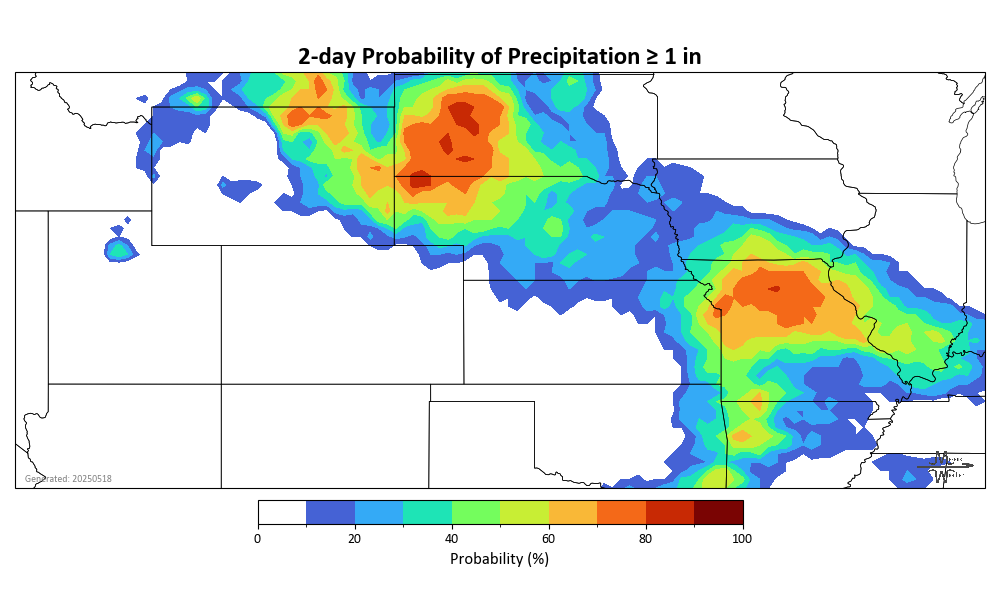 2-day Probability of Precipitation ≥ 1 in
Generated: 20250518
0 20 40 60 80 100
Probability (%)